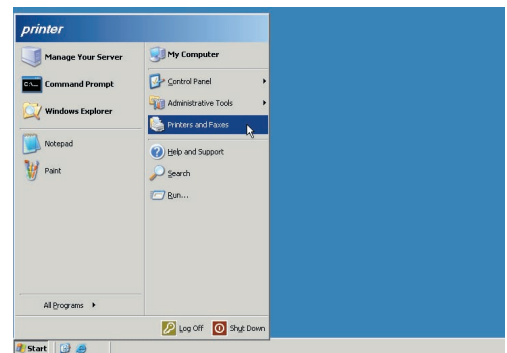 printer
Manage Your Server
Command Prompt
Windows Explorer
Notepad
Paint
All Programs
My Computer
Control Panel
Administrative Tools
Printers and Faxes
Help and Support
Search
Run...
Log Off
Shut Down
Start